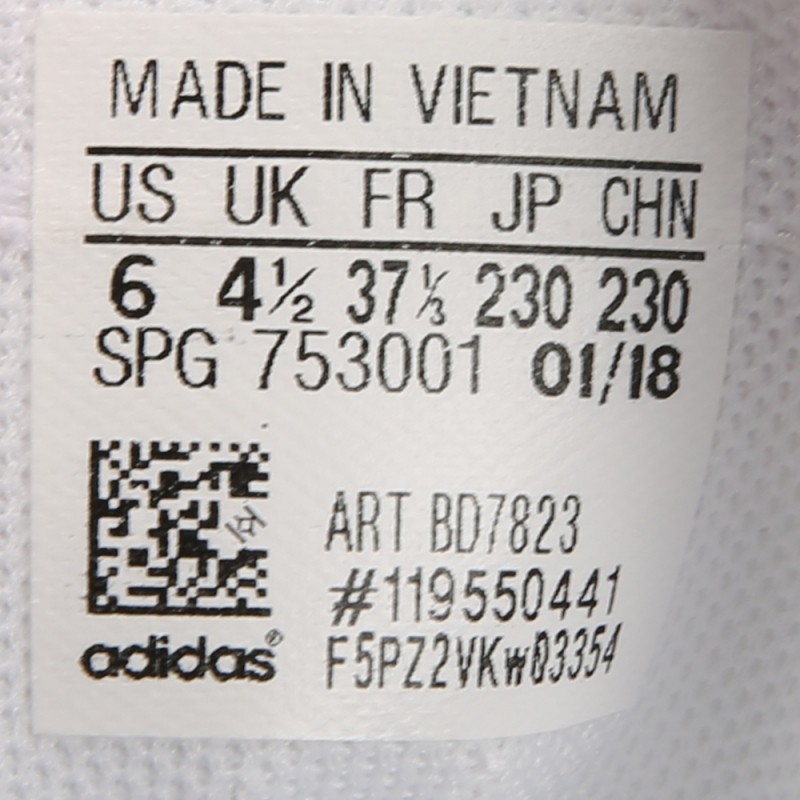 MADE IN VIETNAM
US UK FR JP CHN
6 4½ 37⅓ 230 230
SPG 753001 01/18
ART BD7823
#119550441
F5PZ2VKw03354
adidas®